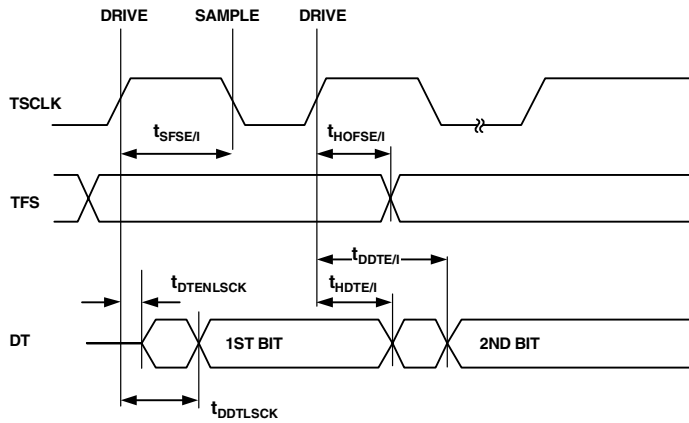 DRIVE SAMPLE DRIVE
TSCLK
tSFSE/I tHOFSE/I
TFS
tDDTE/I
tDTENLSCK tHDTE/I
DT 1ST BIT 2ND BIT
tDDTLSCK